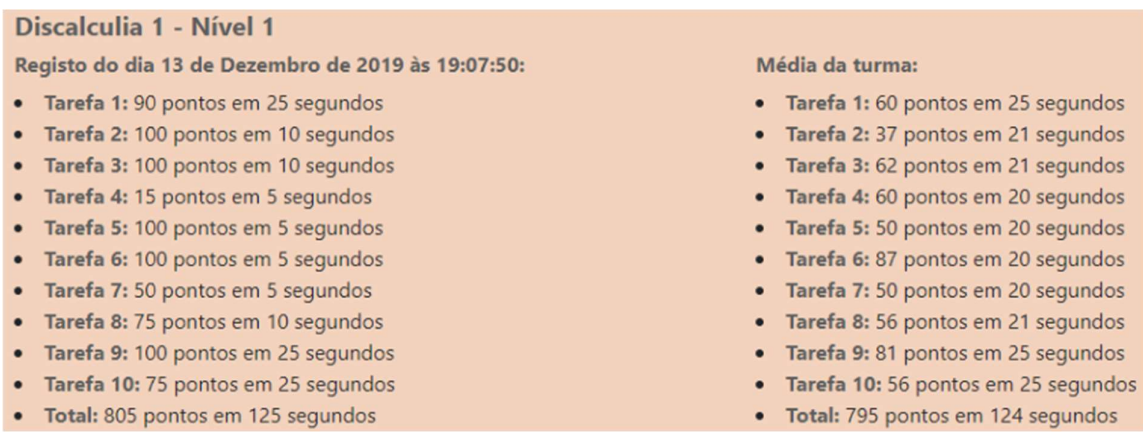 Discalculia 1 - Nível 1
Registo do dia 13 de Dezembro de 2019 às 19:07:50:
• Tarefa 1: 90 pontos em 25 segundos
• Tarefa 2: 100 pontos em 10 segundos
• Tarefa 3: 100 pontos em 10 segundos
• Tarefa 4: 15 pontos em 5 segundos
• Tarefa 5: 100 pontos em 5 segundos
• Tarefa 6: 100 pontos em 5 segundos
• Tarefa 7: 50 pontos em 5 segundos
• Tarefa 8: 75 pontos em 10 segundos
• Tarefa 9: 100 pontos em 25 segundos
• Tarefa 10: 75 pontos em 25 segundos
• Total: 805 pontos em 125 segundos
Média da turma:
• Tarefa 1: 60 pontos em 25 segundos
• Tarefa 2: 37 pontos em 21 segundos
• Tarefa 3: 62 pontos em 21 segundos
• Tarefa 4: 60 pontos em 20 segundos
• Tarefa 5: 50 pontos em 20 segundos
• Tarefa 6: 87 pontos em 20 segundos
• Tarefa 7: 50 pontos em 20 segundos
• Tarefa 8: 56 pontos em 21 segundos
• Tarefa 9: 81 pontos em 25 segundos
• Tarefa 10: 56 pontos em 25 segundos
• Total: 795 pontos em 124 segundos